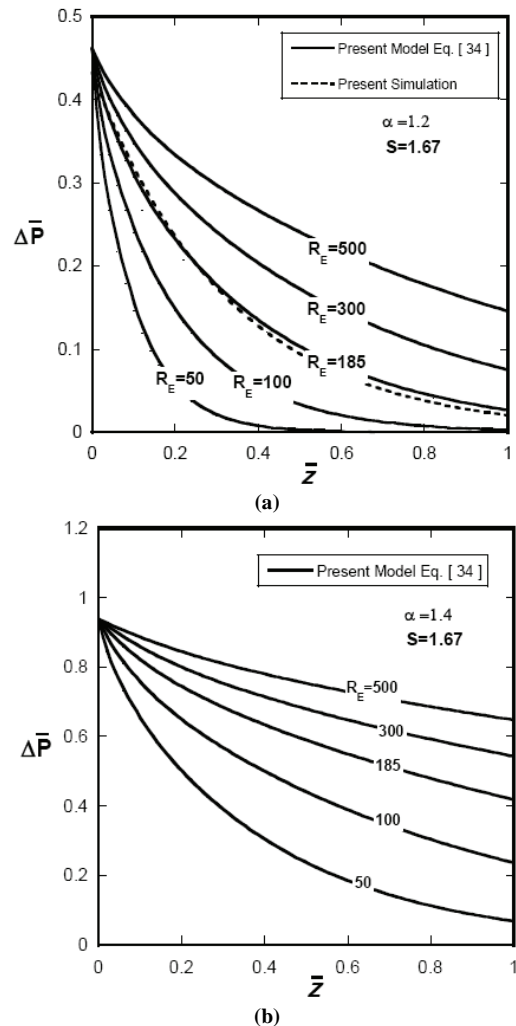 0.5
Present Model Eq. [ 34 ]
Present Simulation
0.4
α =1.2
S=1.67
0.3
ΔP̄
R_E=500
0.2
R_E=300
0.1
R_E=185
R_E=50
R_E=100
0
0 0.2 0.4 0.6 0.8 1
z̄
(a)
1.2
Present Model Eq. [ 34 ]
1
α =1.4
S=1.67
0.8
R_E=500
ΔP̄
300
0.6
185
0.4
100
0.2
50
0
0 0.2 0.4 0.6 0.8 1
z̄
(b)